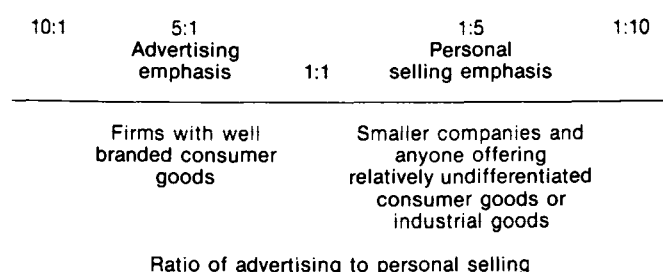 10:1 5:1 1:5 1:10
Advertising Personal
emphasis 1:1 selling emphasis
Firms with well Smaller companies and
branded consumer anyone offering
goods relatively undifferentiated
consumer goods or
industrial goods
Ratio of advertising to personal selling